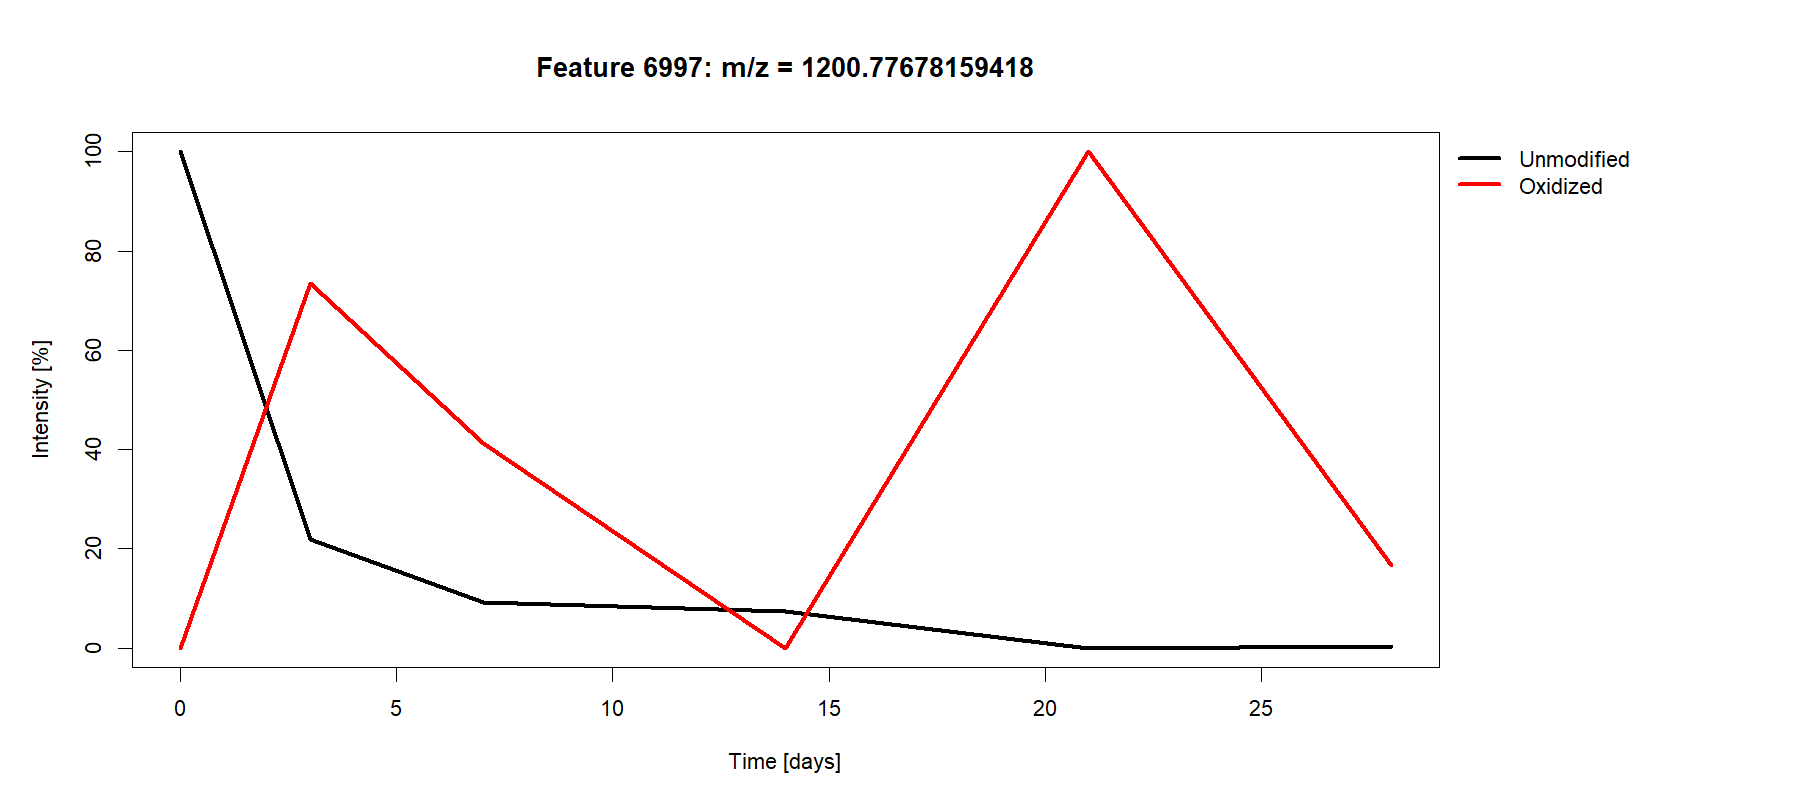 Feature 6997: m/z = 1200.77678159418
Unmodified
Oxidized
100
80
60
40
20
0
Intensity [%]
0 5 10 15 20 25
Time [days]